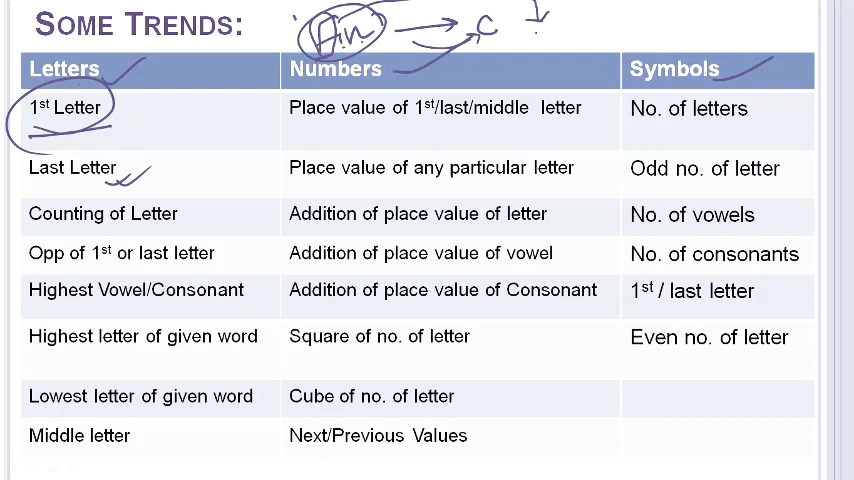 SOME TRENDS:
C
Letters Numbers Symbols
1st Letter Place value of 1st/last/middle letter No. of letters
Last Letter Place value of any particular letter Odd no. of letter
Counting of Letter Addition of place value of letter No. of vowels
Opp of 1st or last letter Addition of place value of vowel No. of consonants
Highest Vowel/Consonant Addition of place value of Consonant 1st / last letter
Highest letter of given word Square of no. of letter Even no. of letter
Lowest letter of given word Cube of no. of letter
Middle letter Next/Previous Values